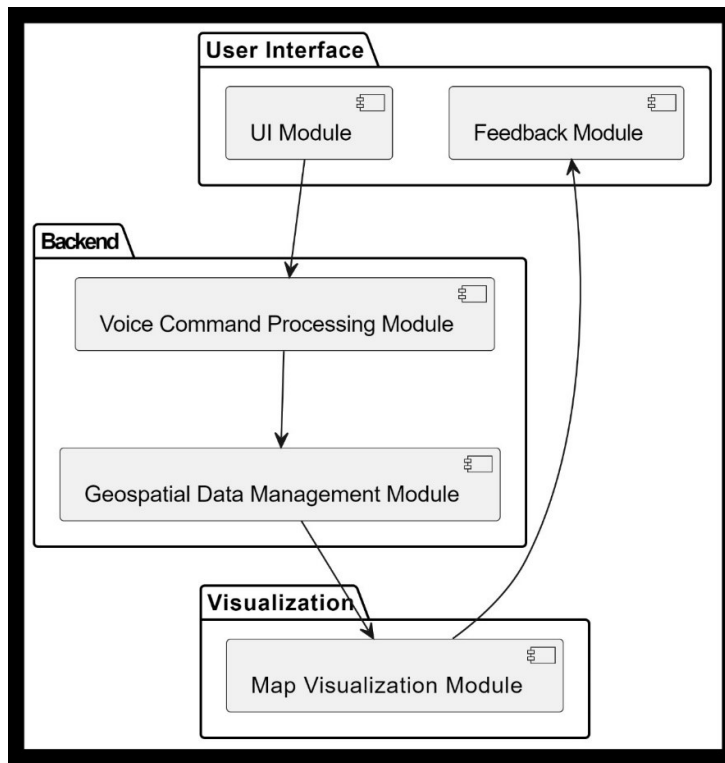 User Interface
UI Module
Feedback Module
Backend
Voice Command Processing Module
Geospatial Data Management Module
Visualization
Map Visualization Module